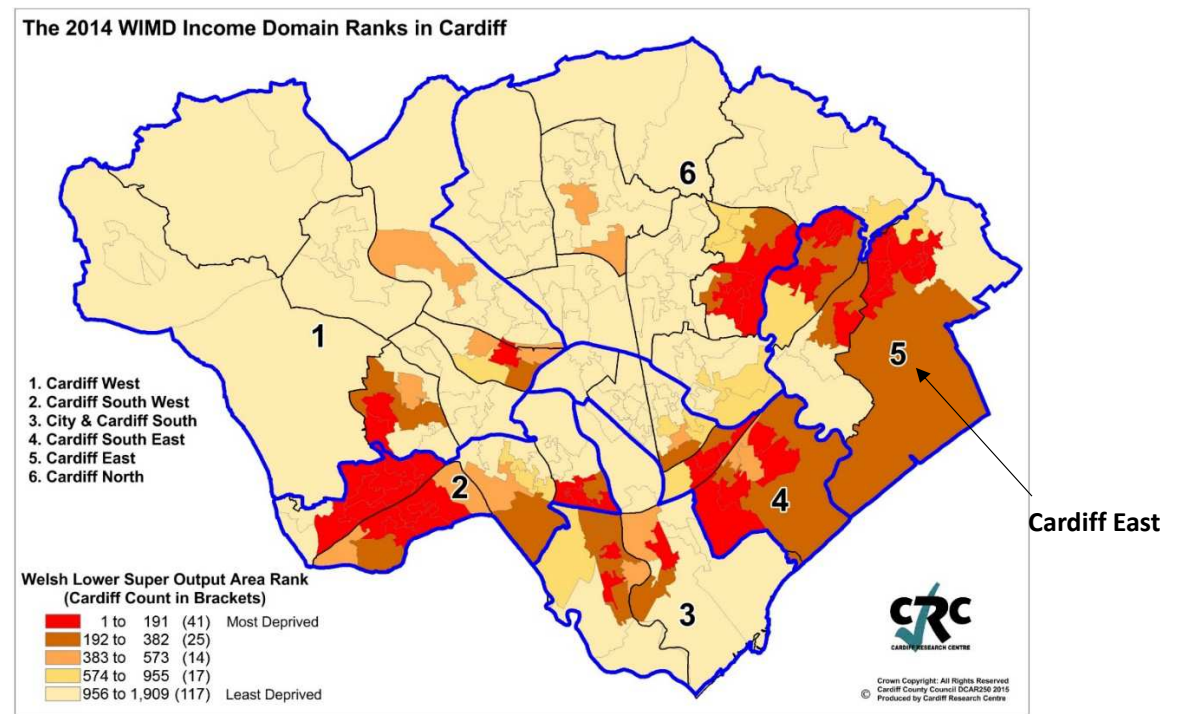 The 2014 WIMD Income Domain Ranks in Cardiff
6
1
5
1. Cardiff West
2. Cardiff South West
3. City & Cardiff South
4. Cardiff South East
5. Cardiff East
6. Cardiff North
2
4
Cardiff East
Welsh Lower Super Output Area Rank
(Cardiff Count in Brackets)
1 to 191 (41) Most Deprived
192 to 382 (25)
383 to 573 (14)
574 to 955 (17)
956 to 1,909 (117) Least Deprived
3
CRC
CARDIFF RESEARCH CENTRE
Crown Copyright: All Rights Reserved
Cardiff County Council DCAR250 2015
© Produced by Cardiff Research Centre